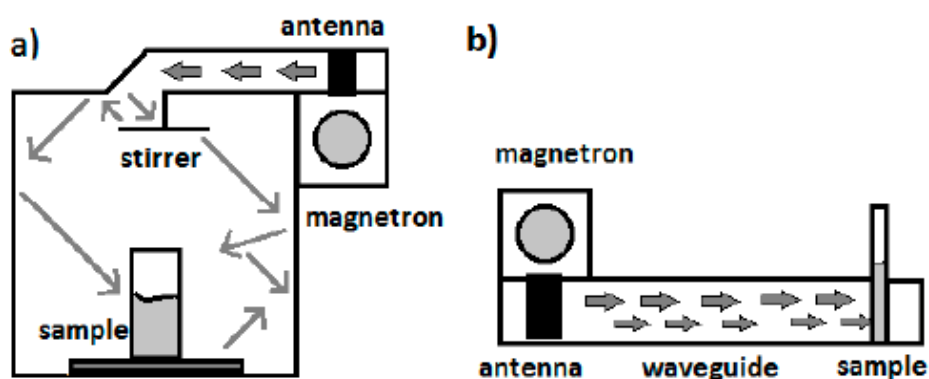 a)
antenna
stirrer
magnetron
sample
b)
magnetron
antenna
waveguide
sample